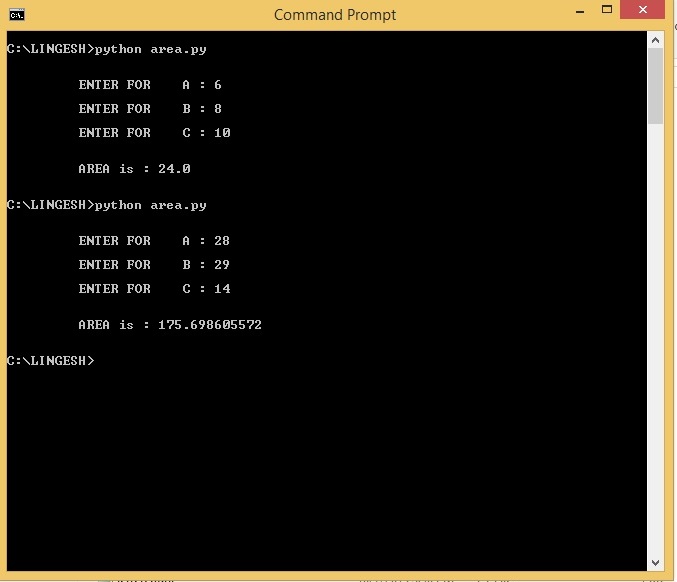 Command Prompt
C:\LINGESH>python area.py
ENTER FOR    A : 6
ENTER FOR    B : 8
ENTER FOR    C : 10
AREA is : 24.0
C:\LINGESH>python area.py
ENTER FOR    A : 28
ENTER FOR    B : 29
ENTER FOR    C : 14
AREA is : 175.698605572
C:\LINGESH>